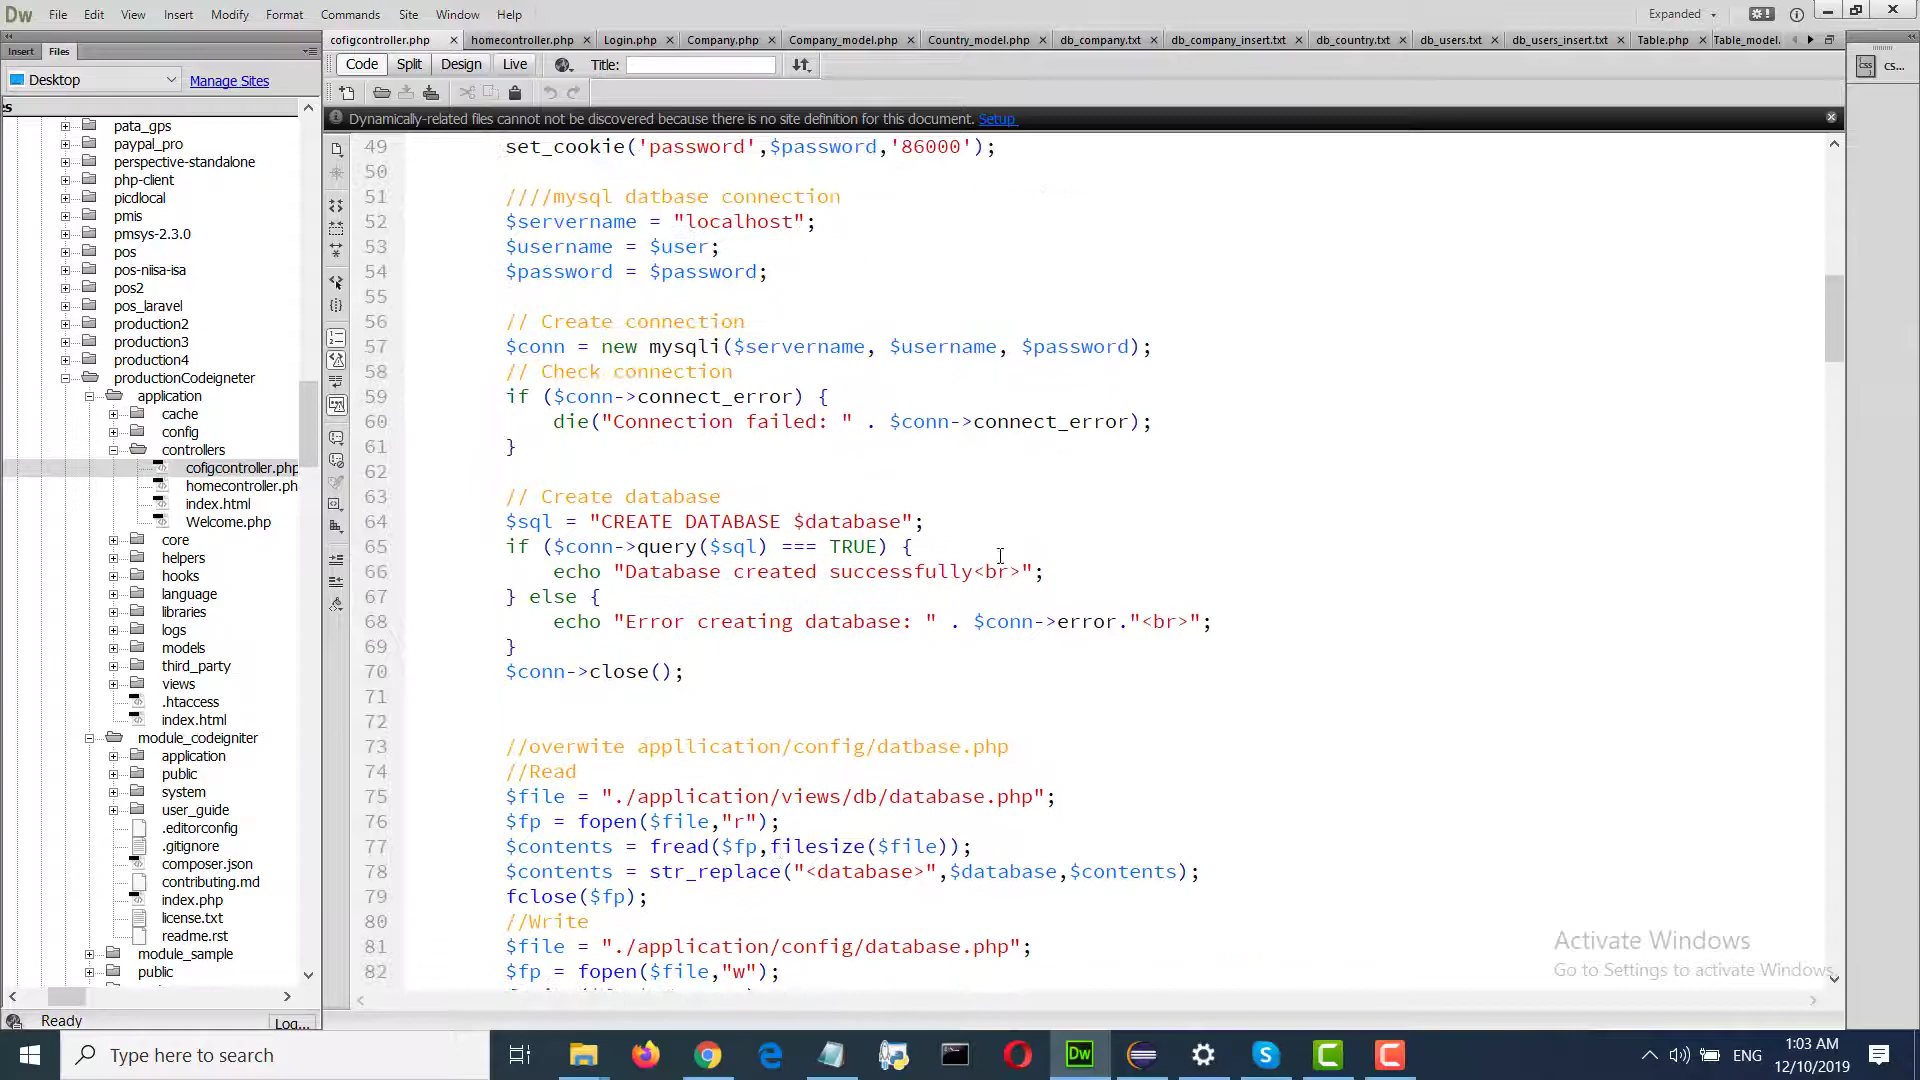 Dw File Edit View Insert Modify Format Commands Site Window Help Expanded
Insert Files
cofigcontroller.php homecontroller.php Login.php Company.php Company_model.php Country_model.php db_company.txt db_company_insert.txt db_country.txt db_users.txt db_users_insert.txt Table.php Table_model.
Code Split Design Live Title:
Desktop Manage Sites
CSS cs...
Dynamically-related files cannot not be discovered because there is no site definition for this document. Setup
pata_gps
paypal_pro
perspective-standalone
php-client
picdlocal
pmis
pmsys-2.3.0
pos
pos-niisa-isa
pos2
pos_laravel
production2
production3
production4
productionCodeigneter
application
cache
config
controllers
cofigcontroller.php
homecontroller.ph
index.html
Welcome.php
core
helpers
hooks
language
libraries
logs
models
third_party
views
.htaccess
index.html
module_codeigniter
application
public
system
user_guide
.editorconfig
.gitignore
composer.json
contributing.md
index.php
license.txt
readme.rst
module_sample
public
Ready Log...
49 set_cookie('password',$password,'86000');
50
51 ////mysql datbase connection
52 $servername = "localhost";
53 $username = $user;
54 $password = $password;
55
56 // Create connection
57 $conn = new mysqli($servername, $username, $password);
58 // Check connection
59 if ($conn->connect_error) {
60 die("Connection failed: " . $conn->connect_error);
61 }
62
63 // Create database
64 $sql = "CREATE DATABASE $database";
65 if ($conn->query($sql) === TRUE) {
66 echo "Database created successfully<br>";
67 } else {
68 echo "Error creating database: " . $conn->error."<br>";
69 }
70 $conn->close();
71
72
73 //overwite appllication/config/datbase.php
74 //Read
75 $file = "./application/views/db/database.php";
76 $fp = fopen($file,"r");
77 $contents = fread($fp,filesize($file));
78 $contents = str_replace("<database>",$database,$contents);
79 fclose($fp);
80 //Write
81 $file = "./application/config/database.php";
82 $fp = fopen($file,"w");
Activate Windows
Go to Settings to activate Windows.
Type here to search
Dw
ENG
1:03 AM
12/10/2019